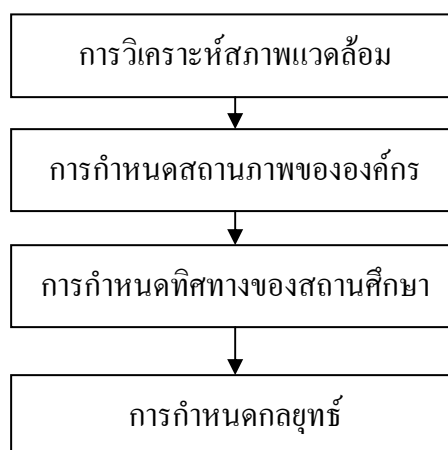 การวิเคราะห์สภาพแวดล้อม
การกำหนดสถานภาพขององค์กร
การกำหนดทิศทางของสถานศึกษา
การกำหนดกลยุทธ์